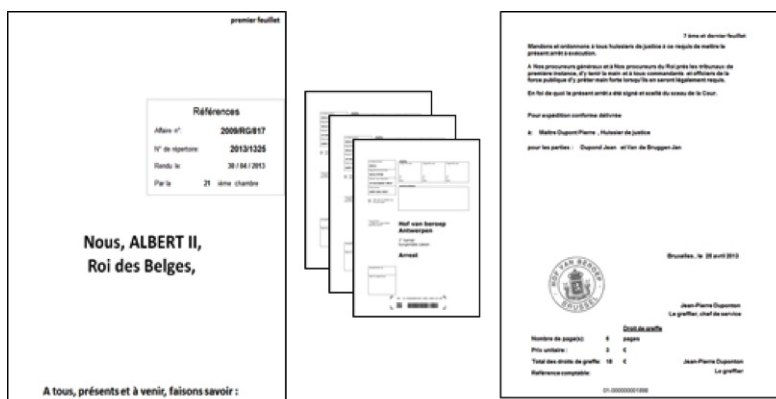 premier feuillet
Références
Affaire n°: 2009/RG/817
N° de répertoire: 2013/1325
Rendu le: 30/04/2013
Par la 21 ième chambre
Nous, ALBERT II,
Roi des Belges,
A tous, présents et à venir, faisons savoir :
Hof van beroep
Antwerpen
Arrest
7 ème et dernier feuillet
Mandons et ordonnons à tous huissiers de justice à ce requis de mettre le
présent arrêt à exécution.
A Nos procureurs généraux et à Nos procureurs du Roi près les tribunaux de
première instance, d'y tenir la main et à tous commandants et officiers de la
force publique d'y prêter main forte lorsqu'ils en seront légalement requis.
En foi de quoi le présent arrêt a été signé et scellé du sceau de la Cour.
Pour expédition conforme délivrée
à: Maître Dupont Pierre, Huissier de justice
pour les parties : Dupond Jean et Van de Bruggen Jan
Bruxelles, le 25 avril 2013
HOF VAN BEROEP
BRUSSEL
Jean-Pierre Duponton
Le greffier, chef de service
Droit de greffe
Nombre de page(s): 6 pages
Prix unitaire : 3 €
Total des droits de greffe: 18 € Jean-Pierre Duponton
Référence comptable: Le greffier